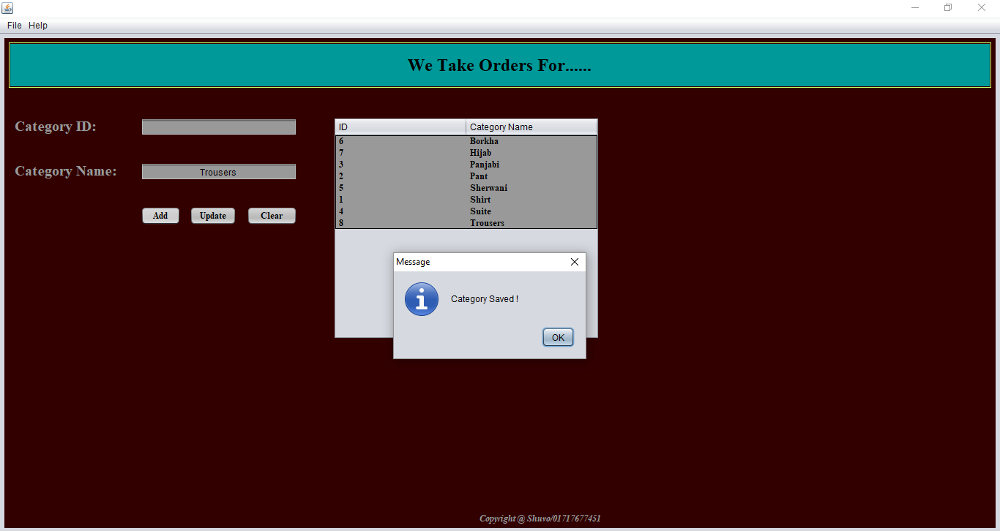 File Help
We Take Orders For......
Category ID:
Category Name: Trousers
Add Update Clear
ID Category Name
6 Borkha
7 Hijab
3 Panjabi
2 Pant
5 Sherwani
1 Shirt
4 Suite
8 Trousers
Message
Category Saved !
OK
Copyright @ Shuvo/01717677451